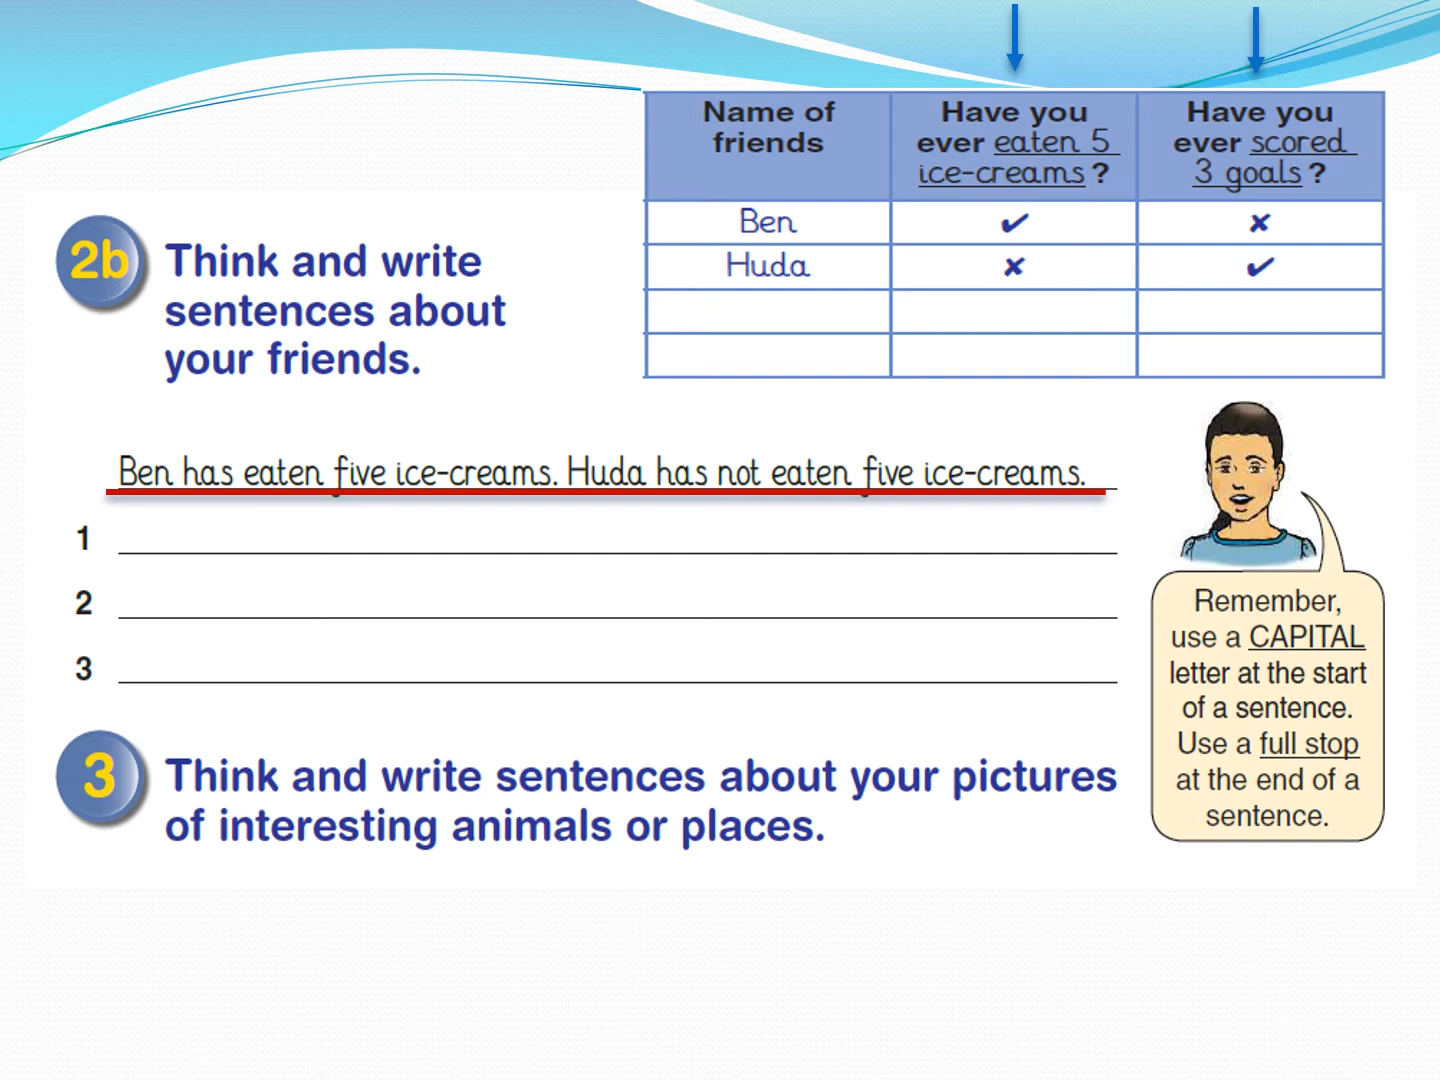 Name of
friends
Have you
ever eaten 5
ice-creams ?
Have you
ever scored
3 goals ?
Ben ✔ ✘
Huda ✘ ✔
2b Think and write
sentences about
your friends.
Ben has eaten five ice-creams. Huda has not eaten five ice-creams.
1
2
3
Remember,
use a CAPITAL
letter at the start
of a sentence.
Use a full stop
at the end of a
sentence.
3 Think and write sentences about your pictures
of interesting animals or places.